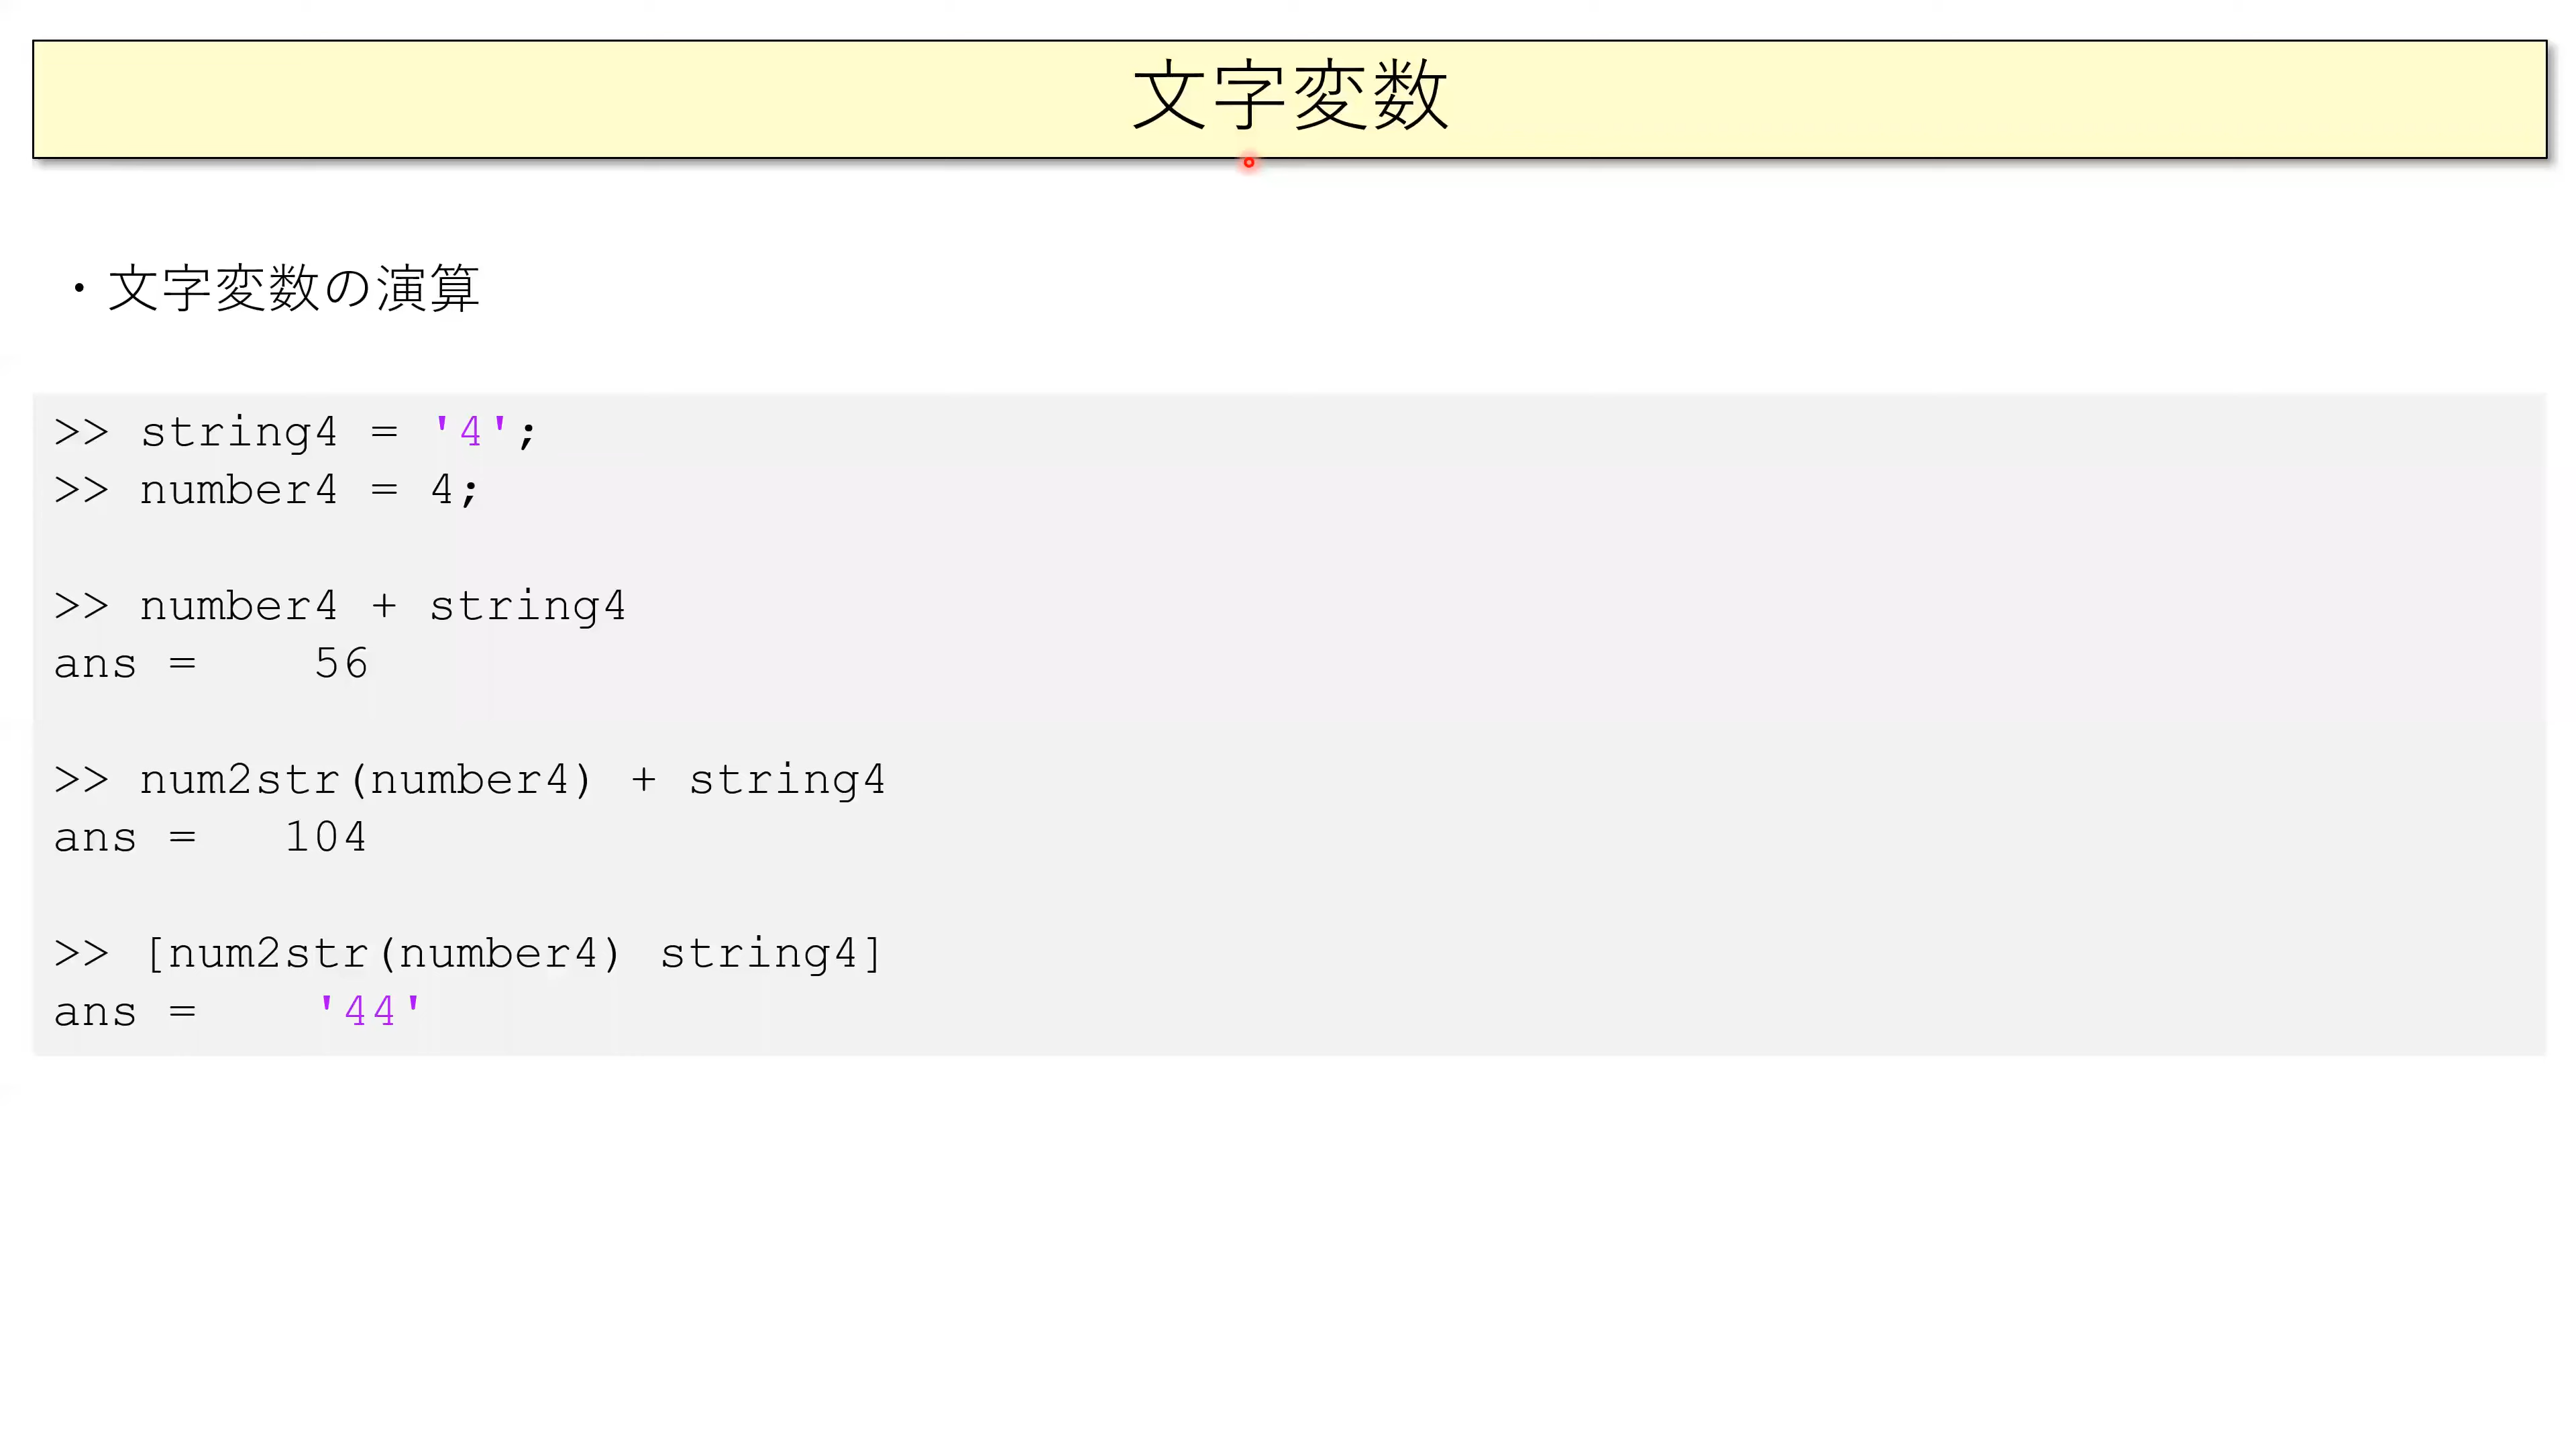 文字変数
・文字変数の演算
>> string4 = '4';
>> number4 = 4;
>> number4 + string4
ans =    56
>> num2str(number4) + string4
ans =   104
>> [num2str(number4) string4]
ans =    '44'